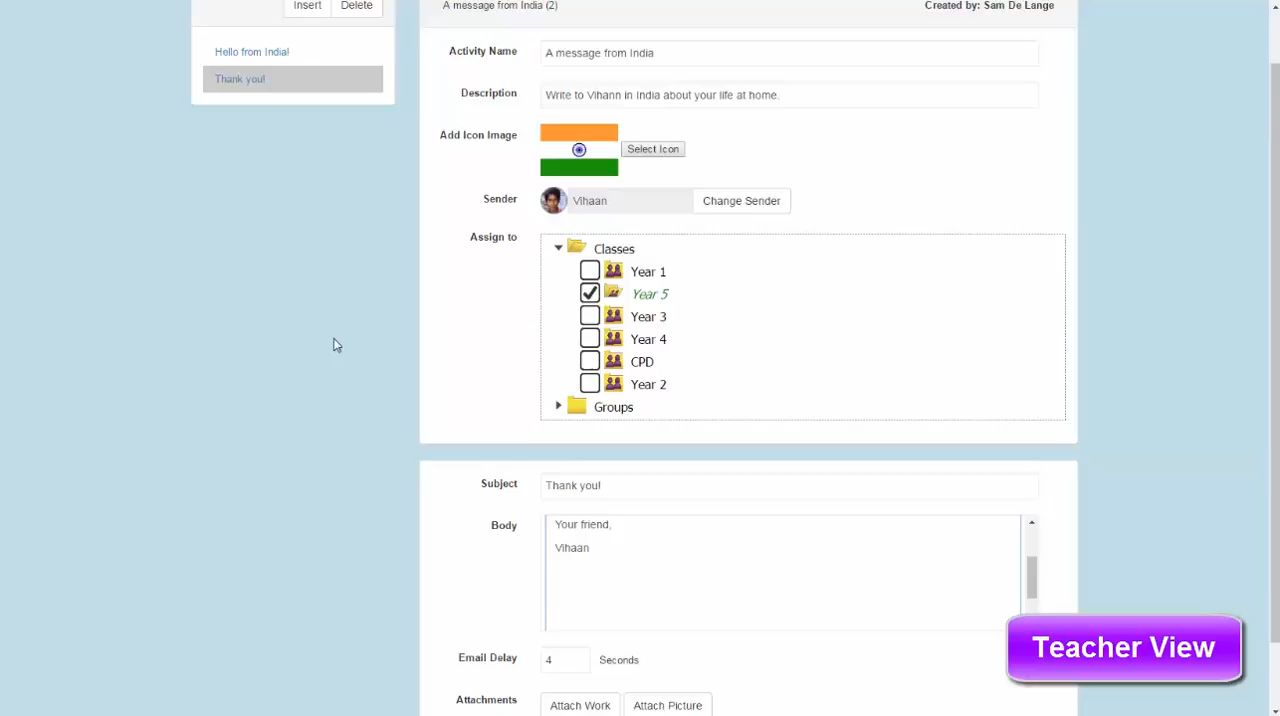 Insert Delete
Hello from India!
Thank you!
A message from India (2) Created by: Sam De Lange
Activity Name A message from India
Description Write to Vihann in India about your life at home.
Add Icon Image Select Icon
Sender Vihaan Change Sender
Assign to
Classes
Year 1
Year 5
Year 3
Year 4
CPD
Year 2
Groups
Subject Thank you!
Body Your friend,
Vihaan
Email Delay 4 Seconds
Attachments Attach Work Attach Picture
Teacher View